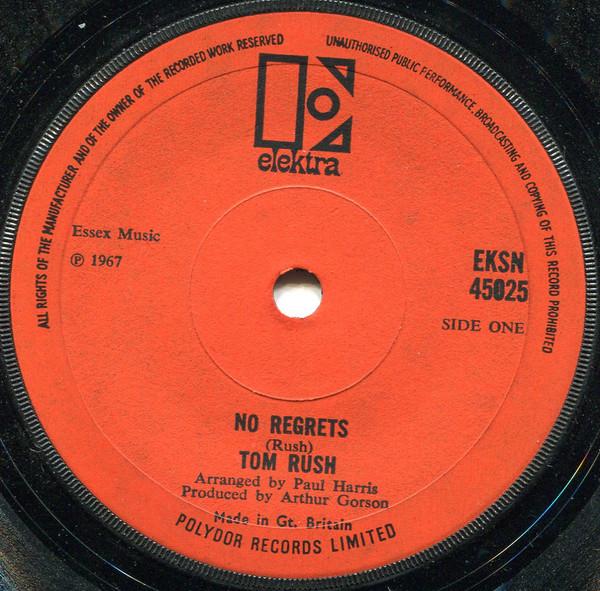 ALL RIGHTS OF THE MANUFACTURER AND OF THE OWNER OF THE RECORDED WORK RESERVED
UNAUTHORISED PUBLIC PERFORMANCE, BROADCASTING AND COPYING OF THIS RECORD PROHIBITED
elektra
Essex Music
℗ 1967
EKSN
45025
SIDE ONE
NO REGRETS
(Rush)
TOM RUSH
Arranged by Paul Harris
Produced by Arthur Gorson
Made in Gt. Britain
POLYDOR RECORDS LIMITED